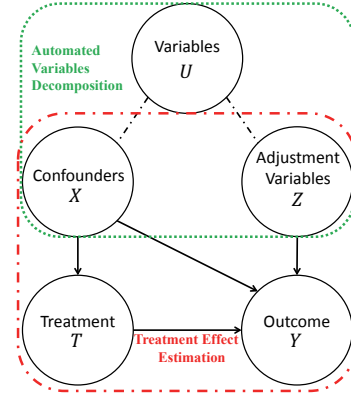 Automated
Variables
Decomposition
Variables
U
Confounders
X
Adjustment
Variables
Z
Treatment
T
Treatment Effect
Estimation
Outcome
Y